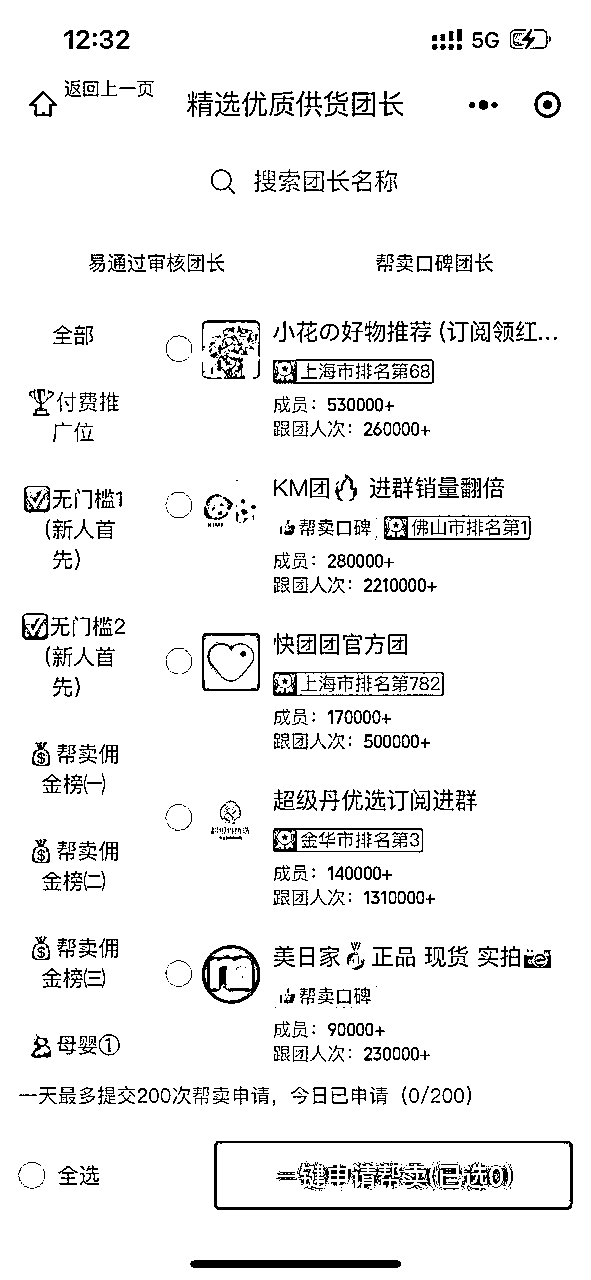 12:32
5G
返回上一页
精选优质供货团长
搜索团长名称
易通过审核团长
帮卖口碑团长
全部
付费推
广位
无门槛1
(新人首
先)
无门槛2
(新人首
先)
帮卖佣
金榜㈠
帮卖佣
金榜㈡
帮卖佣
金榜㈢
母婴①
小花の好物推荐 (订阅领红...
上海市排名第68
成员：530000+
跟团人次：260000+
KM团🔥 进群销量翻倍
帮卖口碑
佛山市排名第1
成员：280000+
跟团人次：2210000+
快团团官方团
上海市排名第782
成员：170000+
跟团人次：500000+
超级丹优选订阅进群
金华市排名第3
成员：140000+
跟团人次：1310000+
美日家💍正品 现货 实拍📷
帮卖口碑
成员：90000+
跟团人次：230000+
一天最多提交200次帮卖申请，今日已申请（0/200）
全选
一键申请帮卖(已选0)